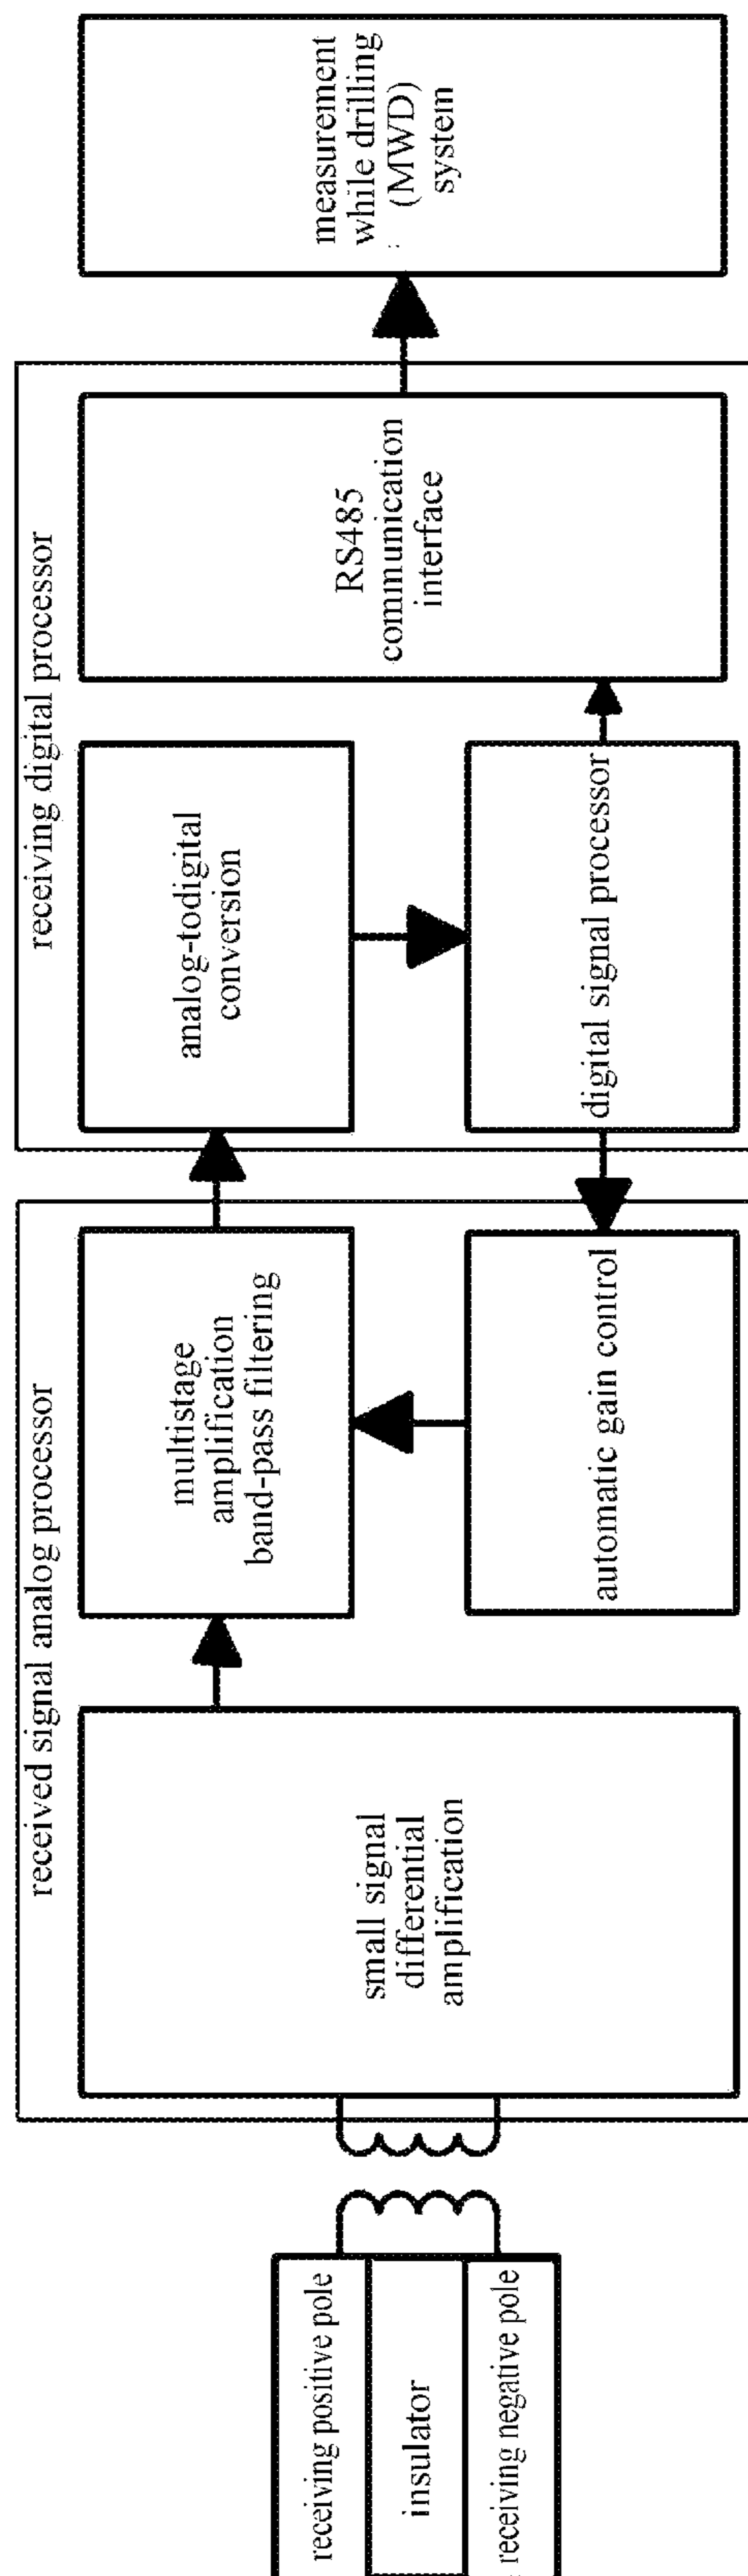 receiving positive pole
insulator
receiving negative pole
received signal analog processor
small signal
differential
amplification
multistage
amplification
band-pass filtering
automatic gain control
receiving digital processor
analog-todigital
conversion
digital signal processor
RS485
communication
interface
measurement
while drilling
: (MWD)
system